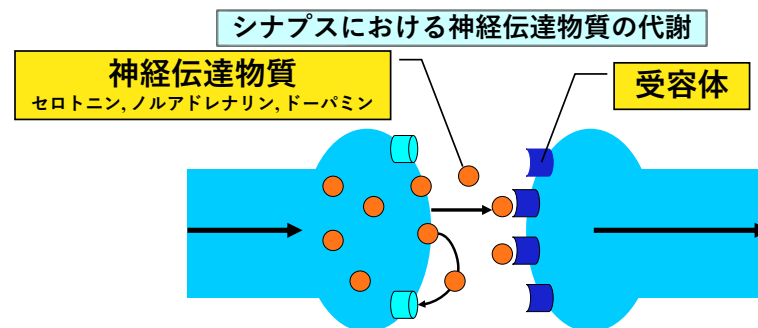 シナプスにおける神経伝達物質の代謝
神経伝達物質
セロトニン,ノルアドレナリン,ドーパミン
受容体